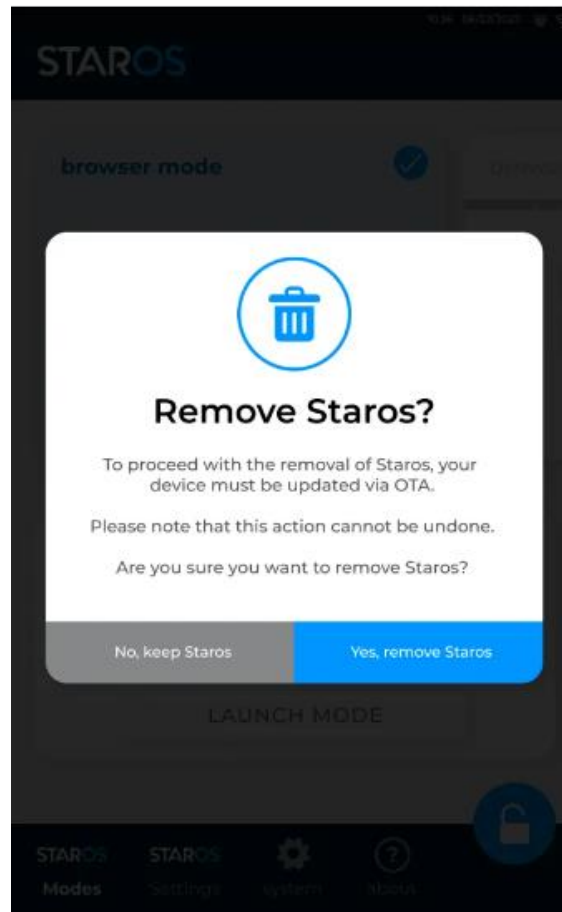 STAROS
browser mode
Remove Staros?
To proceed with the removal of Staros, your
device must be updated via OTA.
Please note that this action cannot be undone.
Are you sure you want to remove Staros?
No, keep Staros
Yes, remove Staros
LAUNCH MODE
STAROS STAROS ?
Modes Settings system about